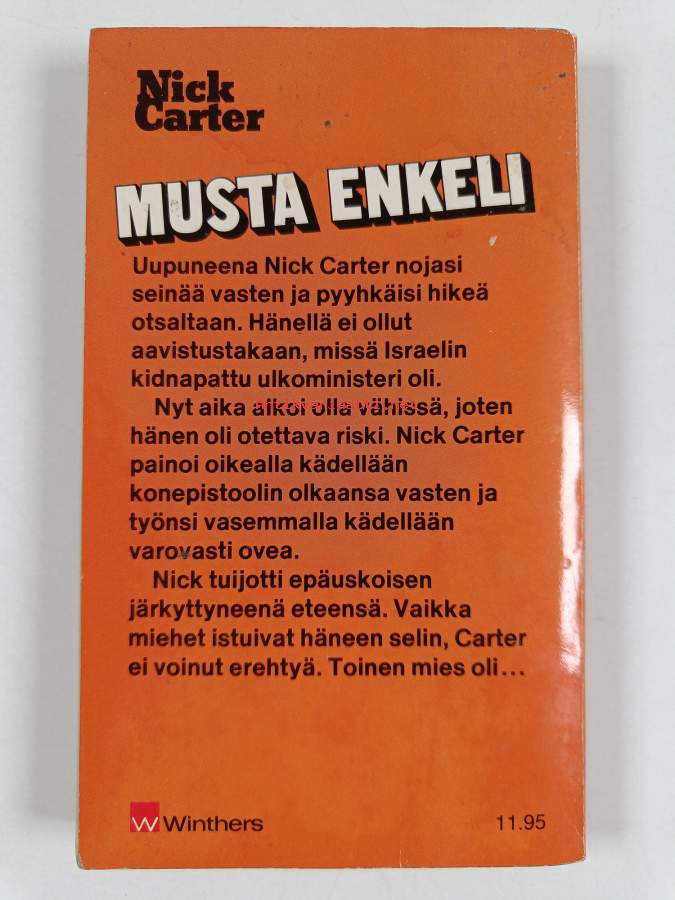 Nick
Carter
MUSTA ENKELI
Uupuneena Nick Carter nojasi
seinää vasten ja pyyhkäisi hikeä
otsaltaan. Hänellä ei ollut
aavistustakaan, missä Israelin
kidnapattu ulkoministeri oli.
Nyt aika alkoi olla vähissä, joten
hänen oli otettava riski. Nick Carter
painoi oikealla kädellään
konepistoolin olkaansa vasten ja
työnsi vasemmalla kädellään
varovasti ovea.
Nick tuijotti epäuskoisen
järkyttyneenä eteensä. Vaikka
miehet istuivat häneen selin, Carter
ei voinut erehtyä. Toinen mies oli...
W Winthers
11.95